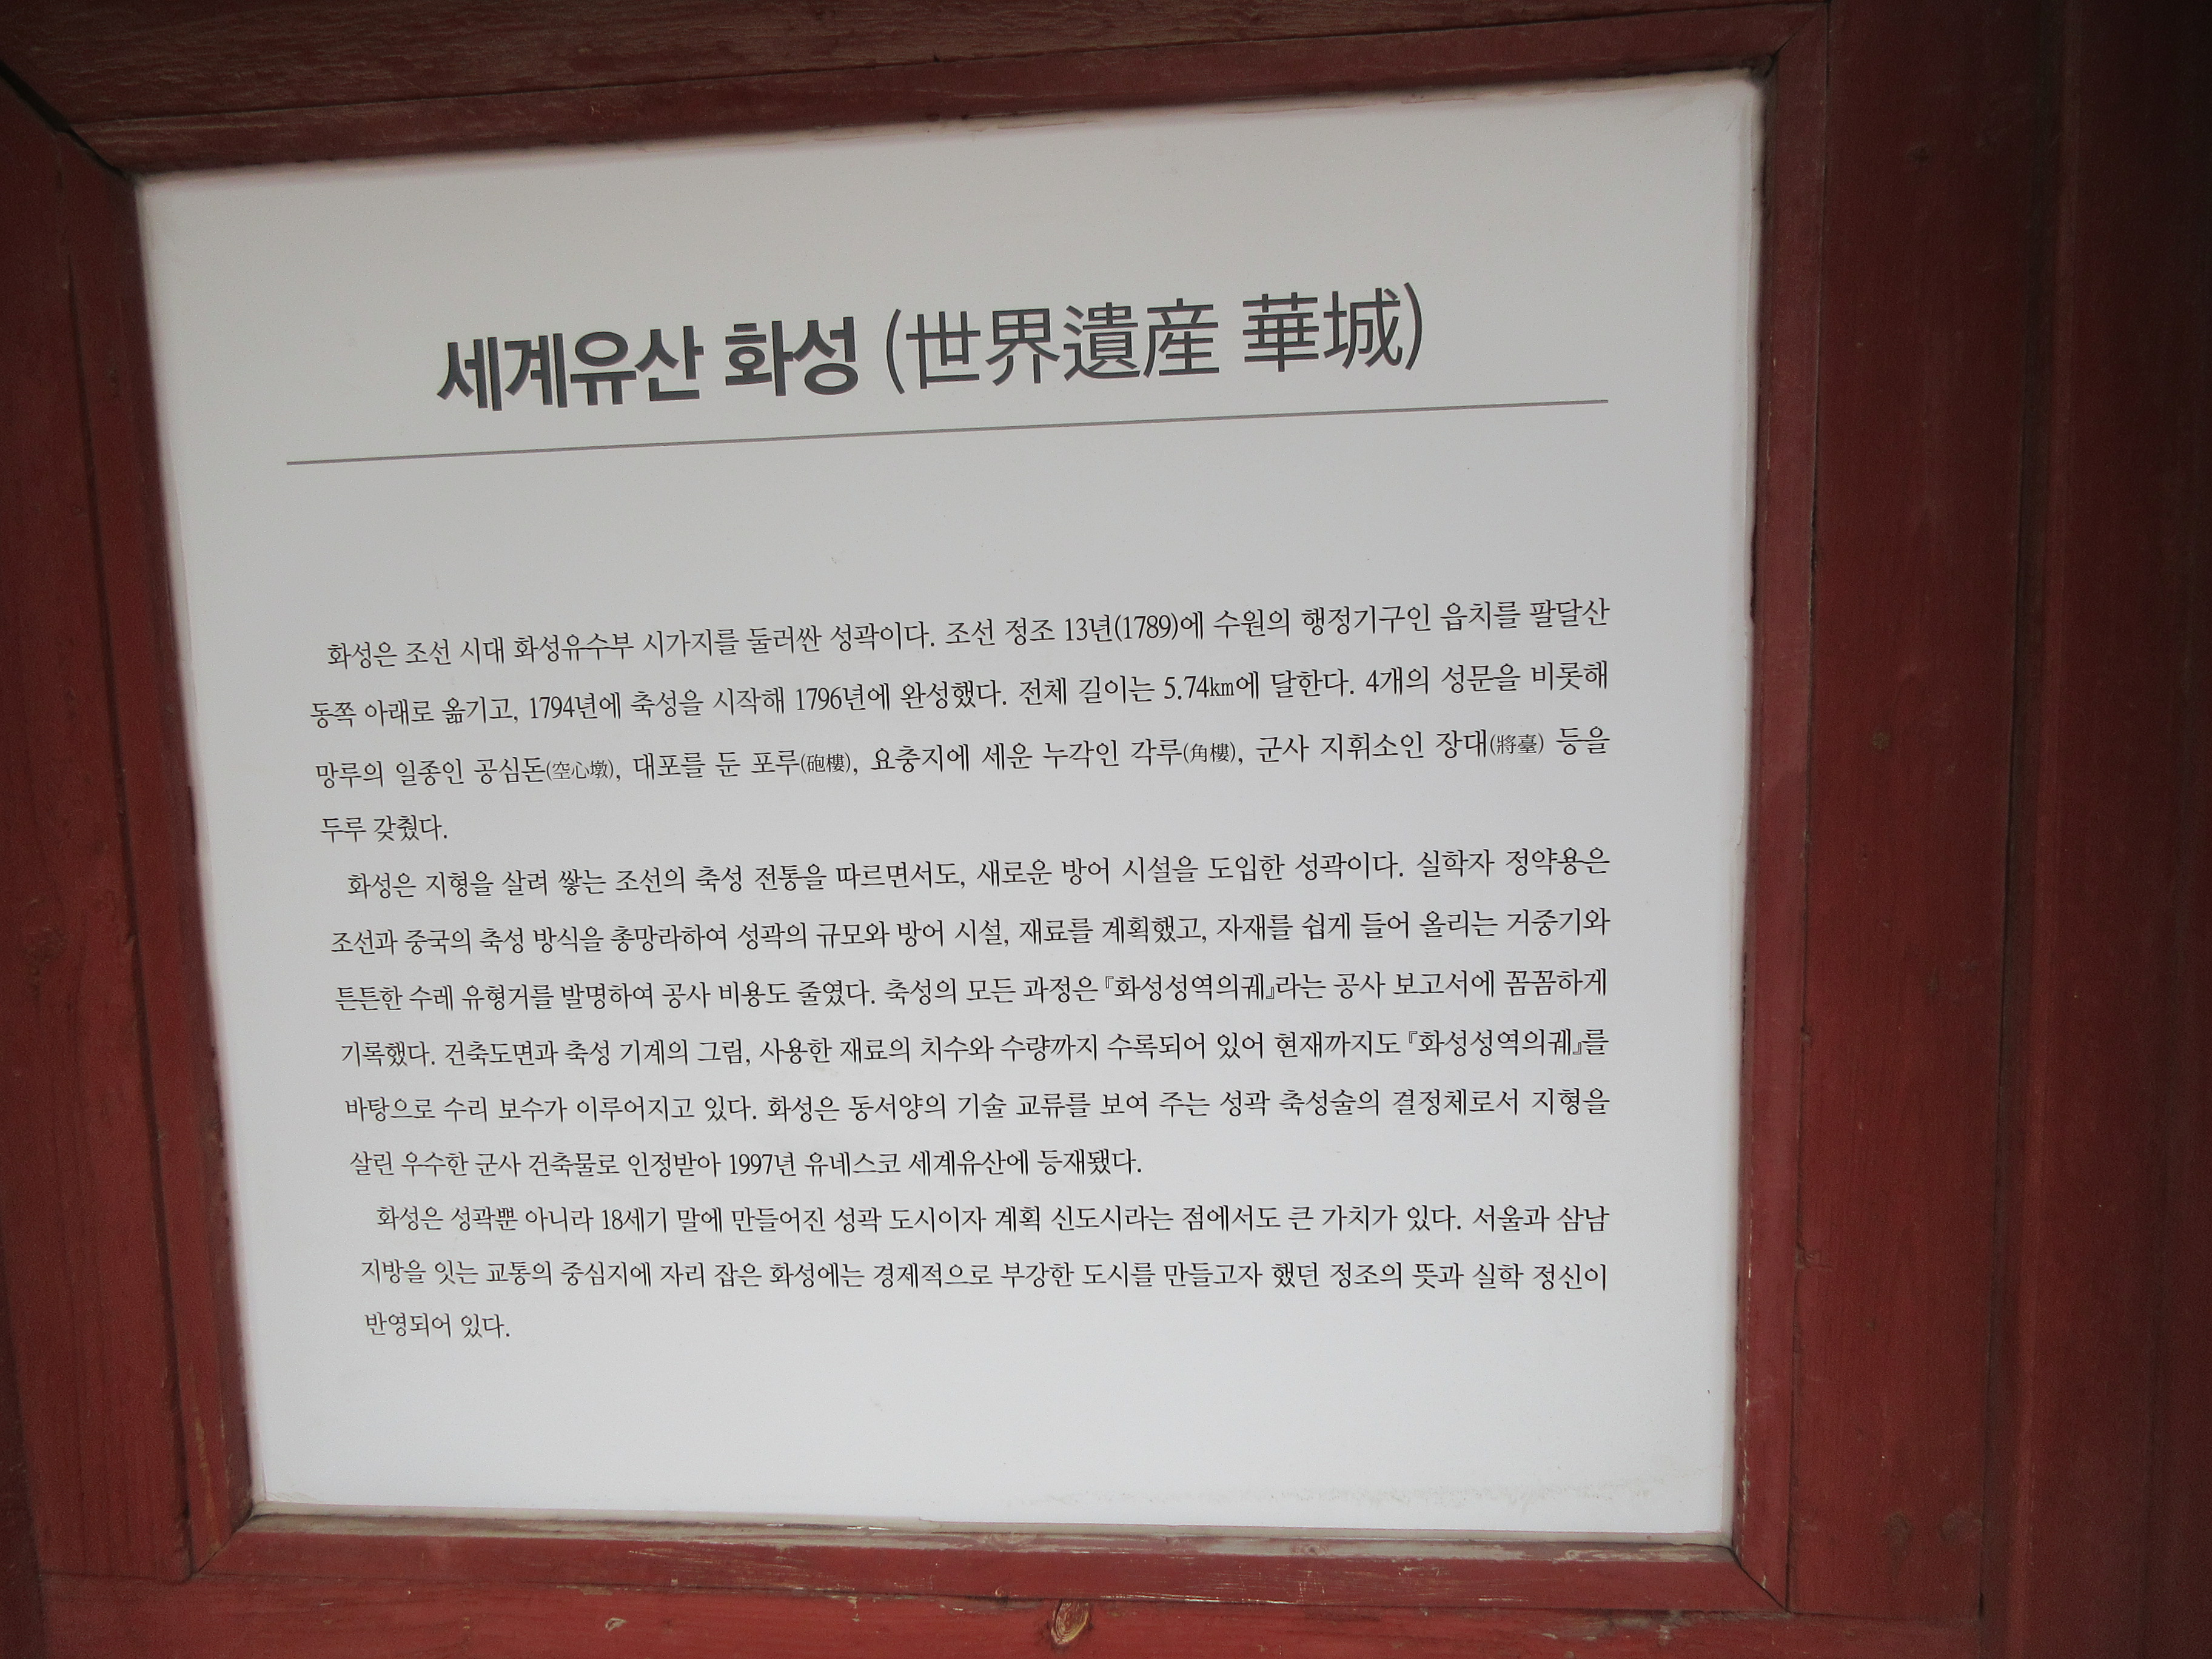 세계유산 화성 (世界遺産 華城)
화성은 조선 시대 화성유수부 시가지를 둘러싼 성곽이다. 조선 정조 13년(1789)에 수원의 행정기구인 읍치를 팔달산
동쪽 아래로 옮기고, 1794년에 축성을 시작해 1796년에 완성했다. 전체 길이는 5.74㎞에 달한다. 4개의 성문을 비롯해
망루의 일종인 공심돈(空心墩), 대포를 둔 포루(砲樓), 요충지에 세운 누각인 각루(角樓), 군사 지휘소인 장대(將臺) 등을
두루 갖췄다.
화성은 지형을 살려 쌓는 조선의 축성 전통을 따르면서도, 새로운 방어 시설을 도입한 성곽이다. 실학자 정약용은
조선과 중국의 축성 방식을 총망라하여 성곽의 규모와 방어 시설, 재료를 계획했고, 자재를 쉽게 들어 올리는 거중기와
튼튼한 수레 유형거를 발명하여 공사 비용도 줄였다. 축성의 모든 과정은『화성성역의궤』라는 공사 보고서에 꼼꼼하게
기록했다. 건축도면과 축성 기계의 그림, 사용한 재료의 치수와 수량까지 수록되어 있어 현재까지도『화성성역의궤』를
바탕으로 수리 보수가 이루어지고 있다. 화성은 동서양의 기술 교류를 보여 주는 성곽 축성술의 결정체로서 지형을
살린 우수한 군사 건축물로 인정받아 1997년 유네스코 세계유산에 등재됐다.
화성은 성곽뿐 아니라 18세기 말에 만들어진 성곽 도시이자 계획 신도시라는 점에서도 큰 가치가 있다. 서울과 삼남
지방을 잇는 교통의 중심지에 자리 잡은 화성에는 경제적으로 부강한 도시를 만들고자 했던 정조의 뜻과 실학 정신이
반영되어 있다.